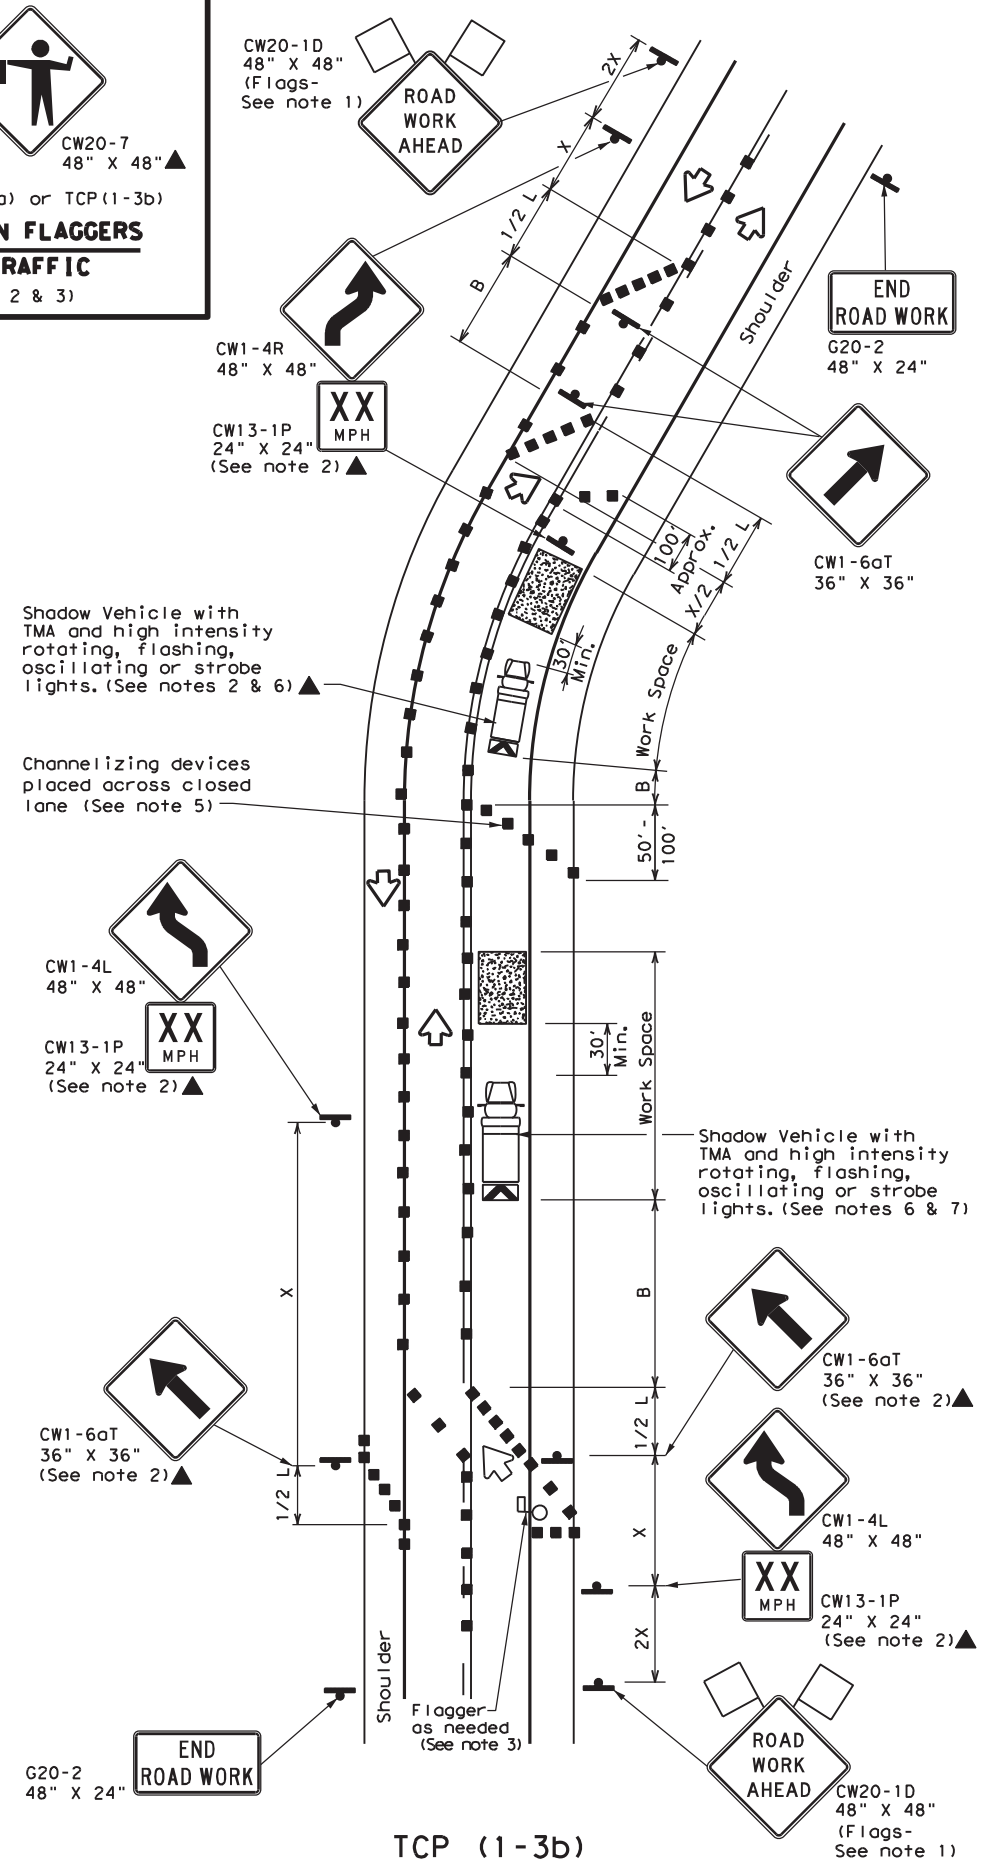 CW20-7
48" X 48"
a) or TCP(1-3b)
N FLAGGERS
RAFFIC
2 & 3)
CW20-1D
48" X 48"
(Flags-
See note 1)
ROAD
WORK
AHEAD
2X
X
1/2 L
B
Shoulder
END
ROAD WORK
G20-2
48" X 24"
CW1-4R
48" X 48"
XX
MPH
CW13-1P
24" X 24"
(See note 2)
CW1-6aT
36" X 36"
100'
Approx.
1/2 L
X/2
Shadow Vehicle with
TMA and high intensity
rotating, flashing,
oscillating or strobe
lights. (See notes 2 & 6)
30'
Min.
Work Space
B
Channelizing devices
placed across closed
lane (See note 5)
50' -
100'
CW1-4L
48" X 48"
XX
MPH
CW13-1P
24" X 24"
(See note 2)
30'
Min.
Work Space
Shadow Vehicle with
TMA and high intensity
rotating, flashing,
oscillating or strobe
lights. (See notes 6 & 7)
X
B
CW1-6aT
36" X 36"
(See note 2)
1/2 L
CW1-6aT
36" X 36"
(See note 2)
1/2 L
X
CW1-4L
48" X 48"
XX
MPH
CW13-1P
24" X 24"
(See note 2)
2X
Shoulder
Flagger
as needed
(See note 3)
END
ROAD WORK
G20-2
48" X 24"
ROAD
WORK
AHEAD
CW20-1D
48" X 48"
(Flags-
See note 1)
TCP (1-3b)